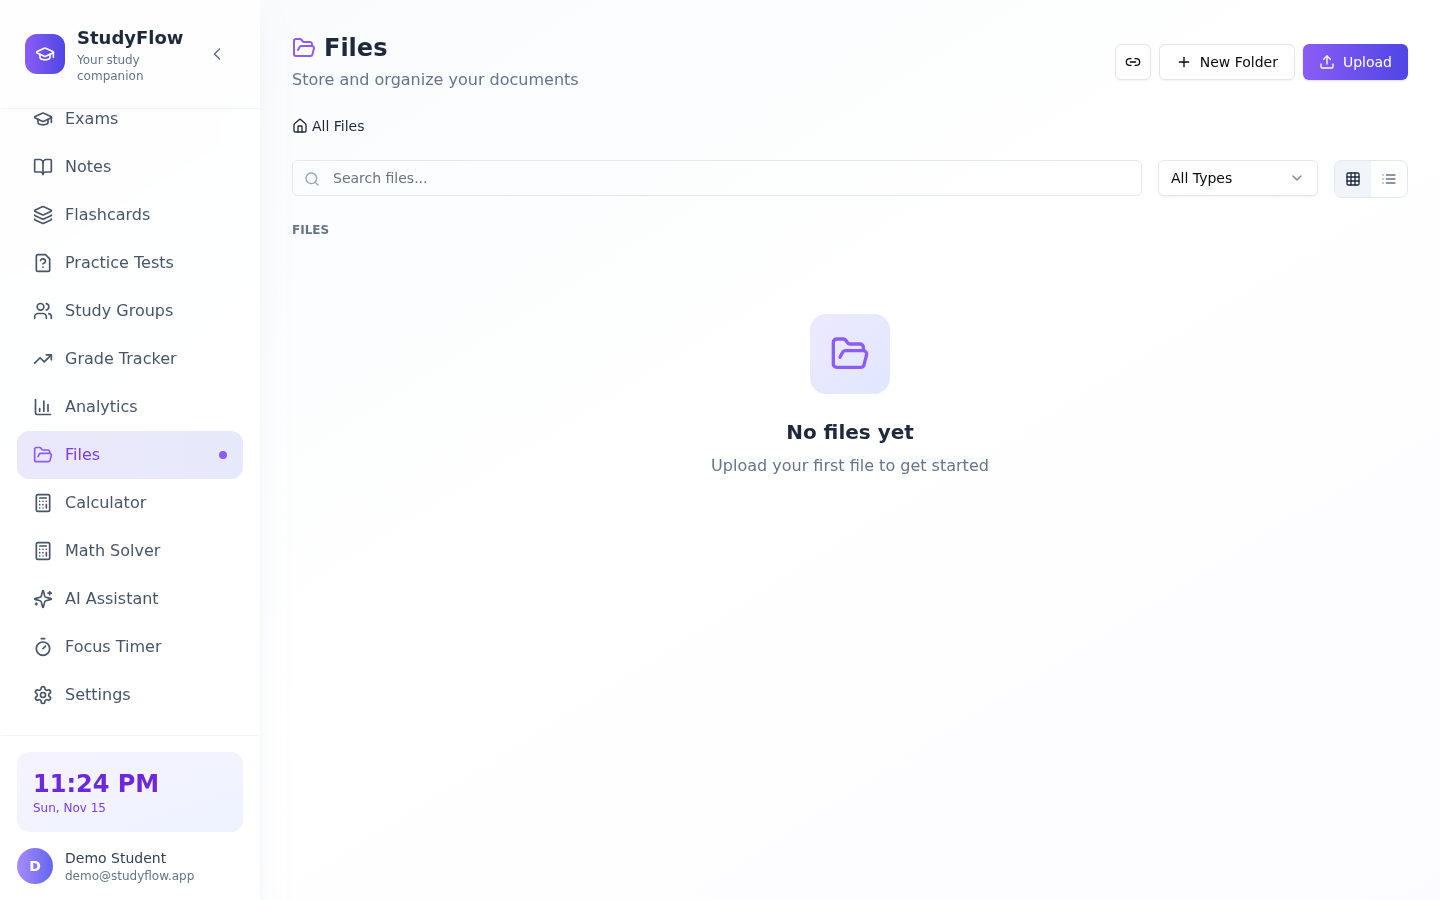 StudyFlow
Your study
companion
Exams
Notes
Flashcards
Practice Tests
Study Groups
Grade Tracker
Analytics
Files
Calculator
Math Solver
AI Assistant
Focus Timer
Settings
11:24 PM
Sun, Nov 15
D
Demo Student
demo@studyflow.app
Files
Store and organize your documents
New Folder
Upload
All Files
Search files...
All Types
FILES
No files yet
Upload your first file to get started